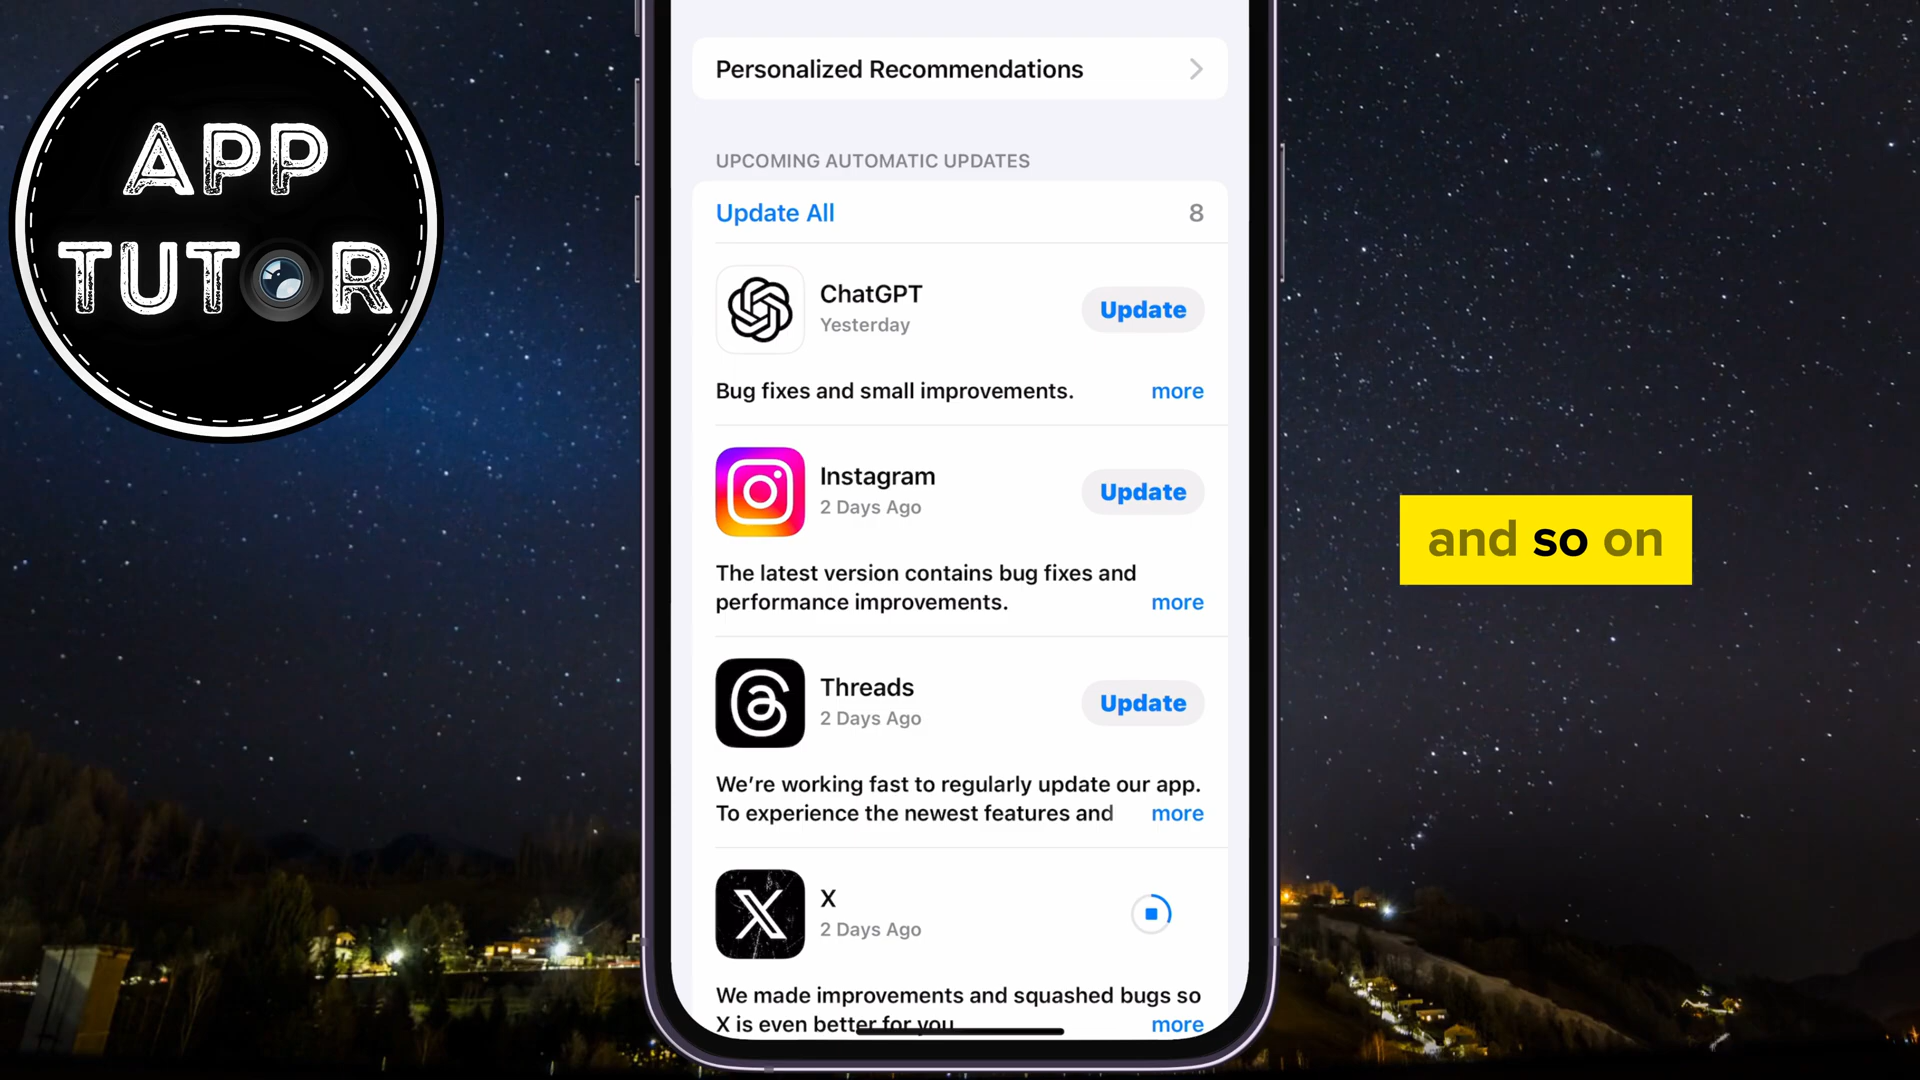 APP
TUTOR
Personalized Recommendations
UPCOMING AUTOMATIC UPDATES
Update All
8
ChatGPT
Yesterday
Update
Bug fixes and small improvements.
more
Instagram
2 Days Ago
Update
The latest version contains bug fixes and
performance improvements.
more
Threads
2 Days Ago
Update
We're working fast to regularly update our app.
To experience the newest features and
more
X
2 Days Ago
We made improvements and squashed bugs so
X is even better for you
more
and so on